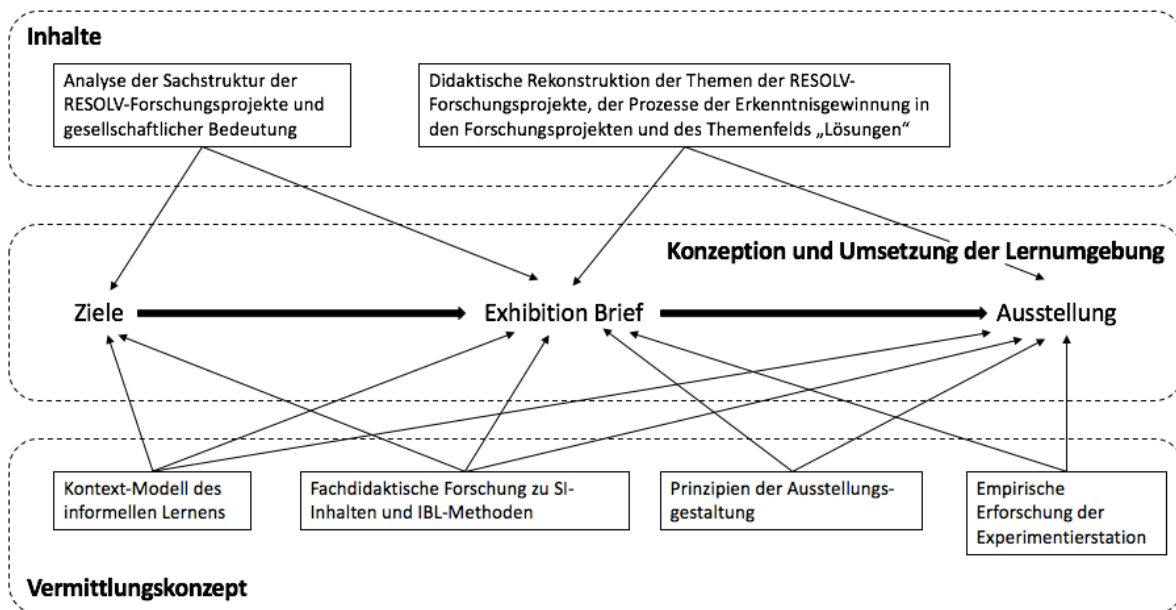 Inhalte
Analyse der Sachstruktur der
RESOLV-Forschungsprojekte und
gesellschaftlicher Bedeutung
Didaktische Rekonstruktion der Themen der RESOLV-
Forschungsprojekte, der Prozesse der Erkenntnisgewinnung in
den Forschungsprojekten und des Themenfelds „Lösungen“
Konzeption und Umsetzung der Lernumgebung
Ziele
Exhibition Brief
Ausstellung
Kontext-Modell des
informellen Lernens
Fachdidaktische Forschung zu SI-
Inhalten und IBL-Methoden
Prinzipien der Ausstellungs-
gestaltung
Empirische
Erforschung der
Experimentierstation
Vermittlungskonzept